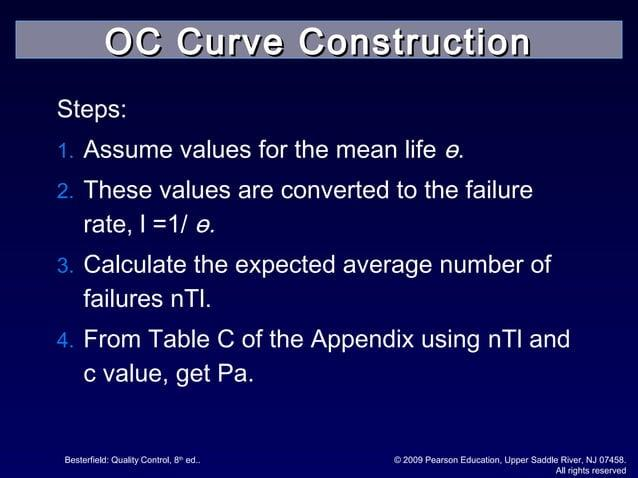 OC Curve Construction
Steps:
1. Assume values for the mean life ɵ.
2. These values are converted to the failure
rate, l =1/ ɵ.
3. Calculate the expected average number of
failures nTl.
4. From Table C of the Appendix using nTl and
c value, get Pa.
Besterfield: Quality Control, 8th ed..
© 2009 Pearson Education, Upper Saddle River, NJ 07458.
All rights reserved